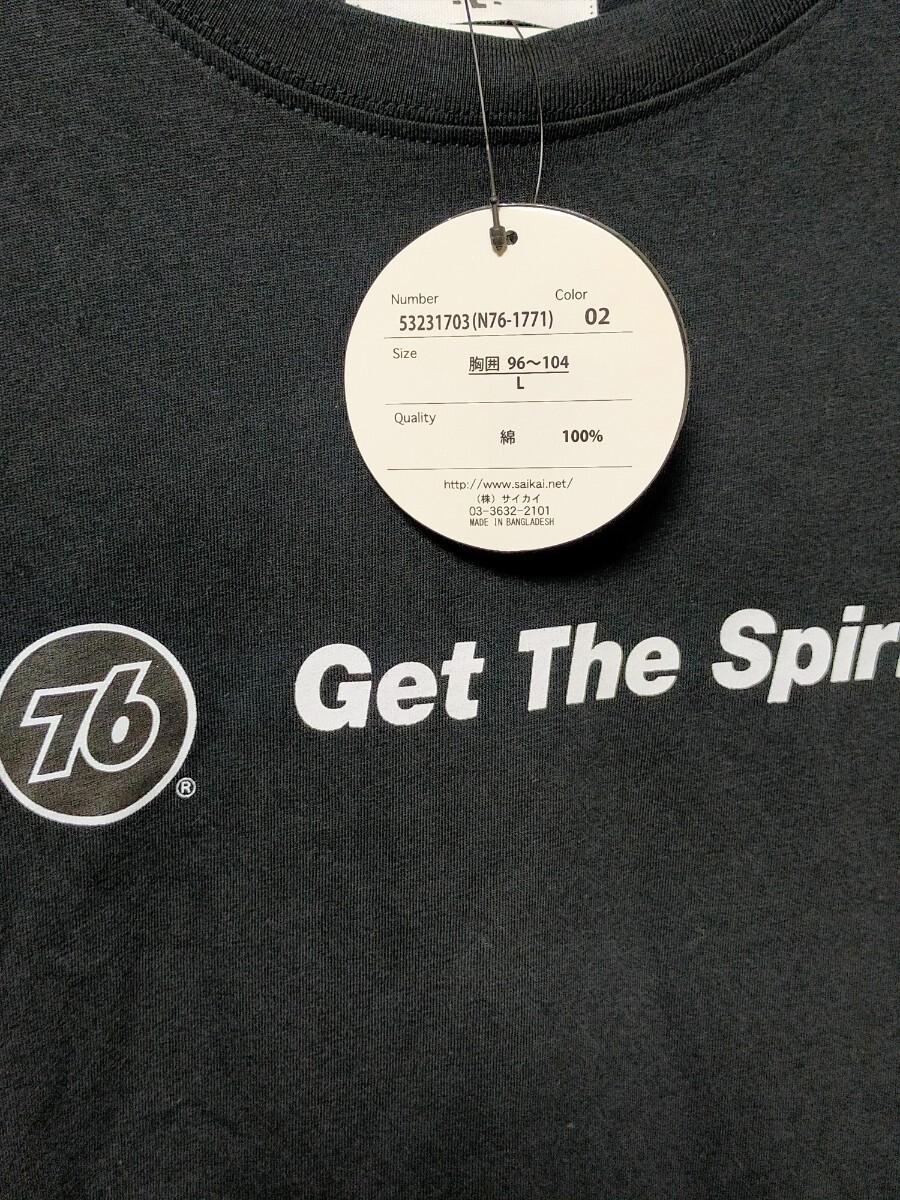 Number Color
53231703(N76-1771) 02
Size
胸囲 96～104
L
Quality
綿 100%
http://www.saikai.net/
（株）サイカイ
03-3632-2101
MADE IN BANGLADESH
76 ® Get The Spir